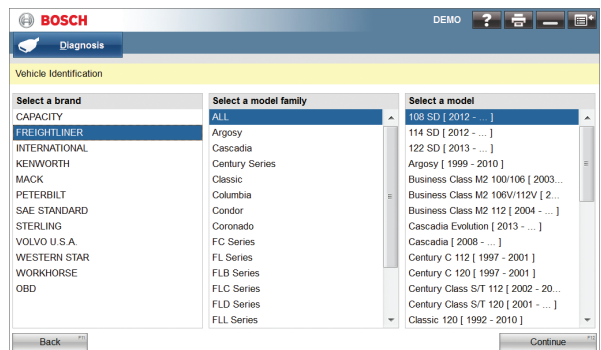 BOSCH
DEMO
?
Diagnosis
Vehicle Identification
Select a brand
CAPACITY
FREIGHTLINER
INTERNATIONAL
KENWORTH
MACK
PETERBILT
SAE STANDARD
STERLING
VOLVO U.S.A.
WESTERN STAR
WORKHORSE
OBD
Select a model family
ALL
Argosy
Cascadia
Century Series
Classic
Columbia
Condor
Coronado
FC Series
FL Series
FLB Series
FLC Series
FLD Series
FLL Series
Select a model
108 SD [ 2012 - ... ]
114 SD [ 2012 - ... ]
122 SD [ 2013 - ... ]
Argosy [ 1999 - 2010 ]
Business Class M2 100/106 [ 2003...
Business Class M2 106V/112V [ 2...
Business Class M2 112 [ 2004 - ... ]
Cascadia Evolution [ 2013 - ... ]
Cascadia [ 2008 - ... ]
Century C 112 [ 1997 - 2001 ]
Century C 120 [ 1997 - 2001 ]
Century Class S/T 112 [ 2002 - 20...
Century Class S/T 120 [ 2001 - ... ]
Classic 120 [ 1992 - 2010 ]
Back F11
Continue F12